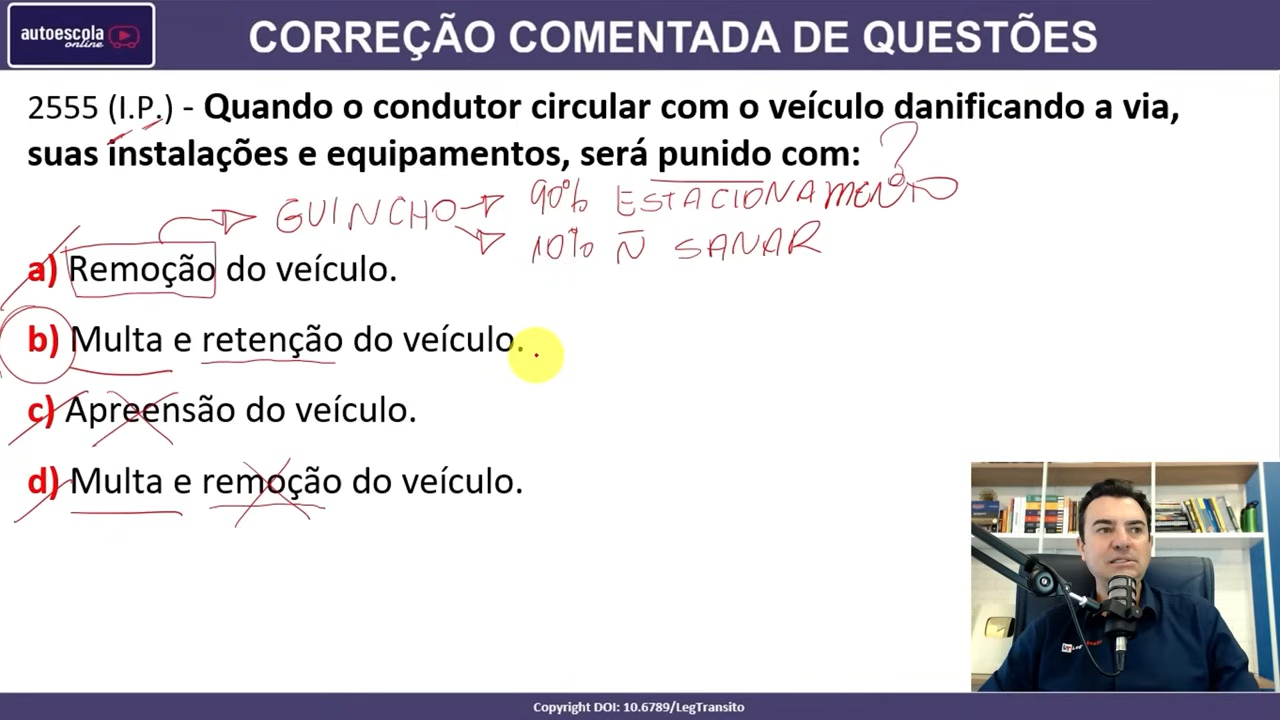 autoescola
online
CORREÇÃO COMENTADA DE QUESTÕES
2555 (I.P.) - Quando o condutor circular com o veículo danificando a via,
suas instalações e equipamentos, será punido com: ?
GUINCHO 90% ESTACIONAMENTO
10% Ñ SANAR
a) Remoção do veículo.
b) Multa e retenção do veículo.
c) Apreensão do veículo.
d) Multa e remoção do veículo.
Copyright DOI: 10.6789/LegTransito